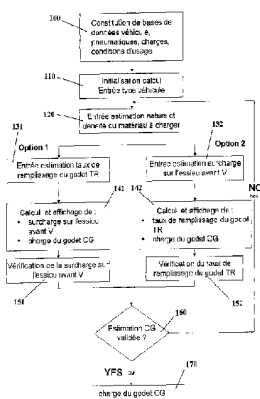 100
Constitution de bases de
données véhicule,
pneumatiques, charges,
conditions d'usage
110
Initialisation calcul
Entrée type véhicule
120
Entrée estimation nature et
densité du matériau à charger
131
132
Option 1
Option 2
Entrée estimation taux de
remplissage du godet TR
Entrée estimation surcharge
sur l'essieu avant V
NO
141
142
Calcul et affichage de :
• surcharge sur l'essieu
avant V
• charge du godet CG
Calcul et affichage de :
• taux de remplissage du godet
TR
• charge du godet CG
Vérification de la surcharge sur
l'essieu avant V
Vérification du taux de
remplissage du godet TR
151
152
160
Estimation CG
validée ?
YES
170
charge du godet CG